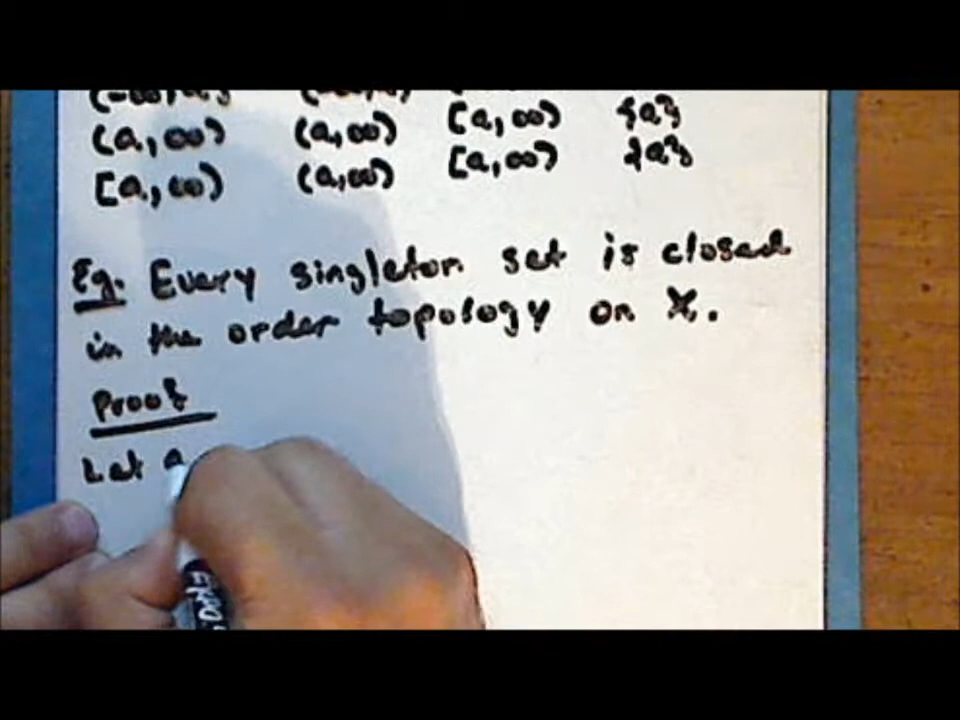 (a, ∞) (a, ∞) [a, ∞) {a}
[a, ∞) (a, ∞) [a, ∞) {a}
Eg. Every singleton set is closed
in the order topology on X.
Proof
Let a